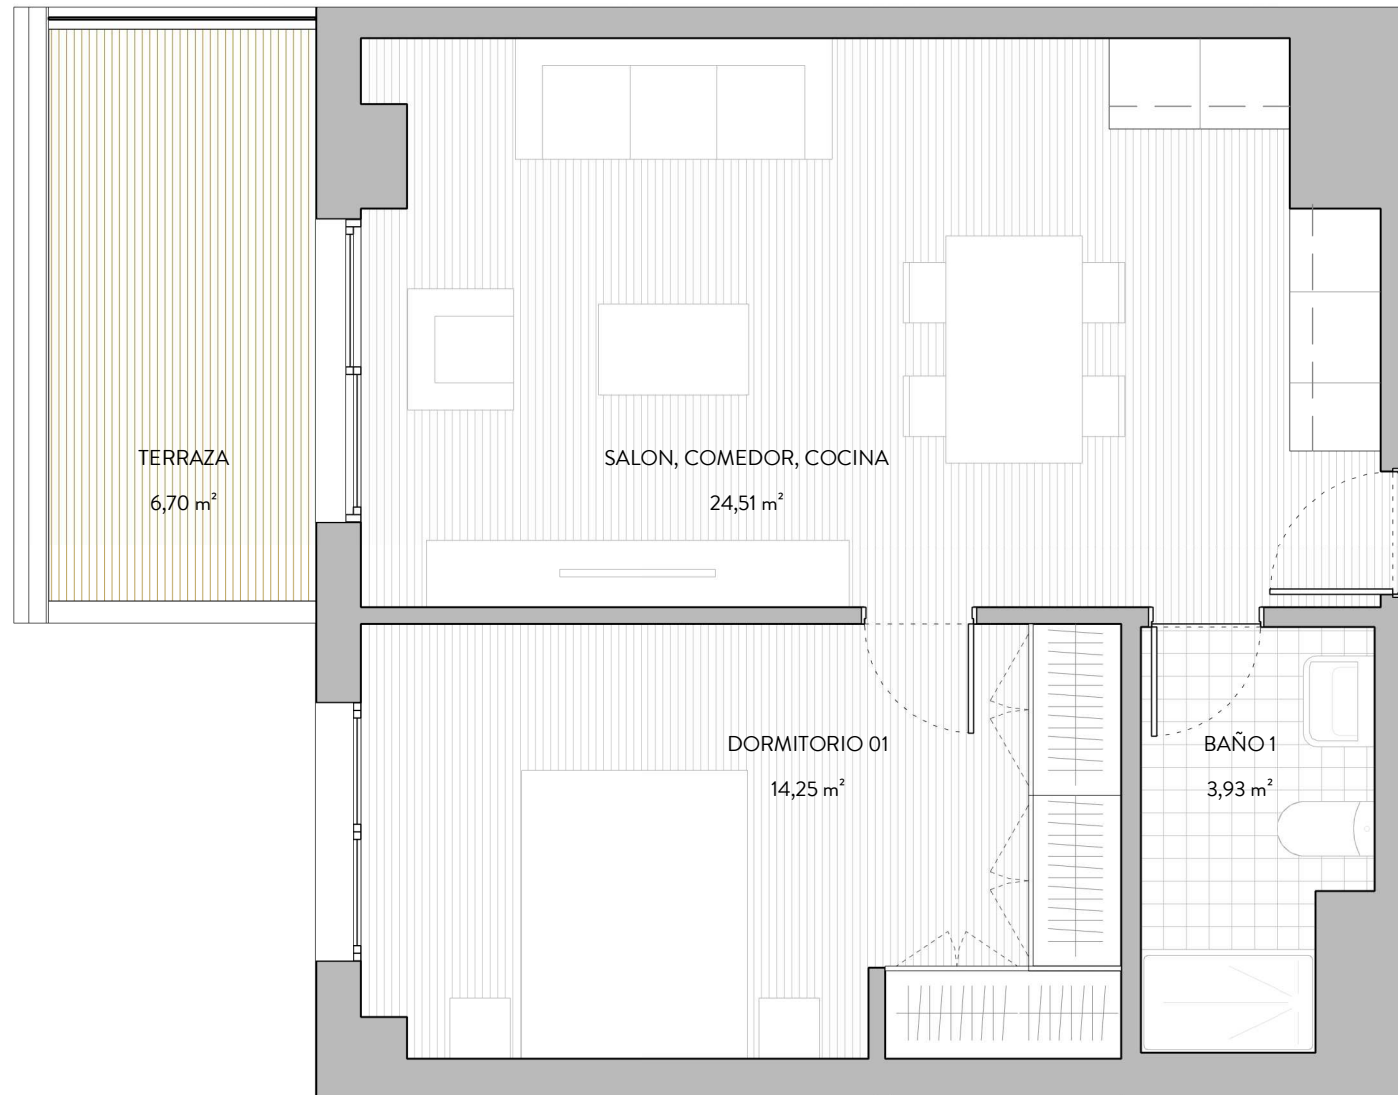 TERRAZA
6,70 m²
SALON, COMEDOR, COCINA
24,51 m²
DORMITORIO 01
14,25 m²
BAÑO 1
3,93 m²